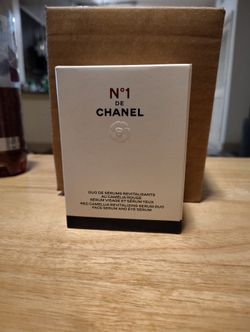 N°1
DE
CHANEL
DUO DE SÉRUMS REVITALISANTS
AU CAMÉLIA ROUGE
SÉRUM VISAGE ET SÉRUM YEUX
RED CAMELLIA REVITALIZING SERUM DUO
FACE SERUM AND EYE SERUM